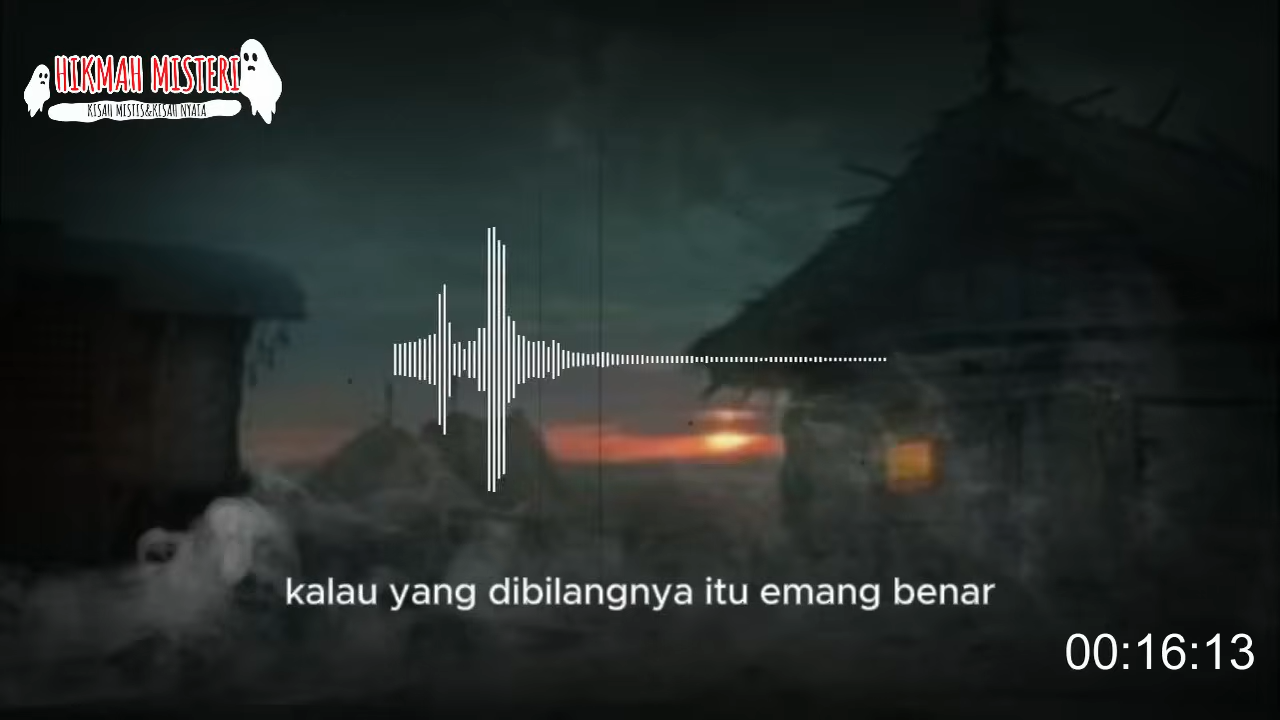 HIKMAH MISTERI
KISAH MISTIS&KISAH NYATA
kalau yang dibilangnya itu emang benar
00:16:13